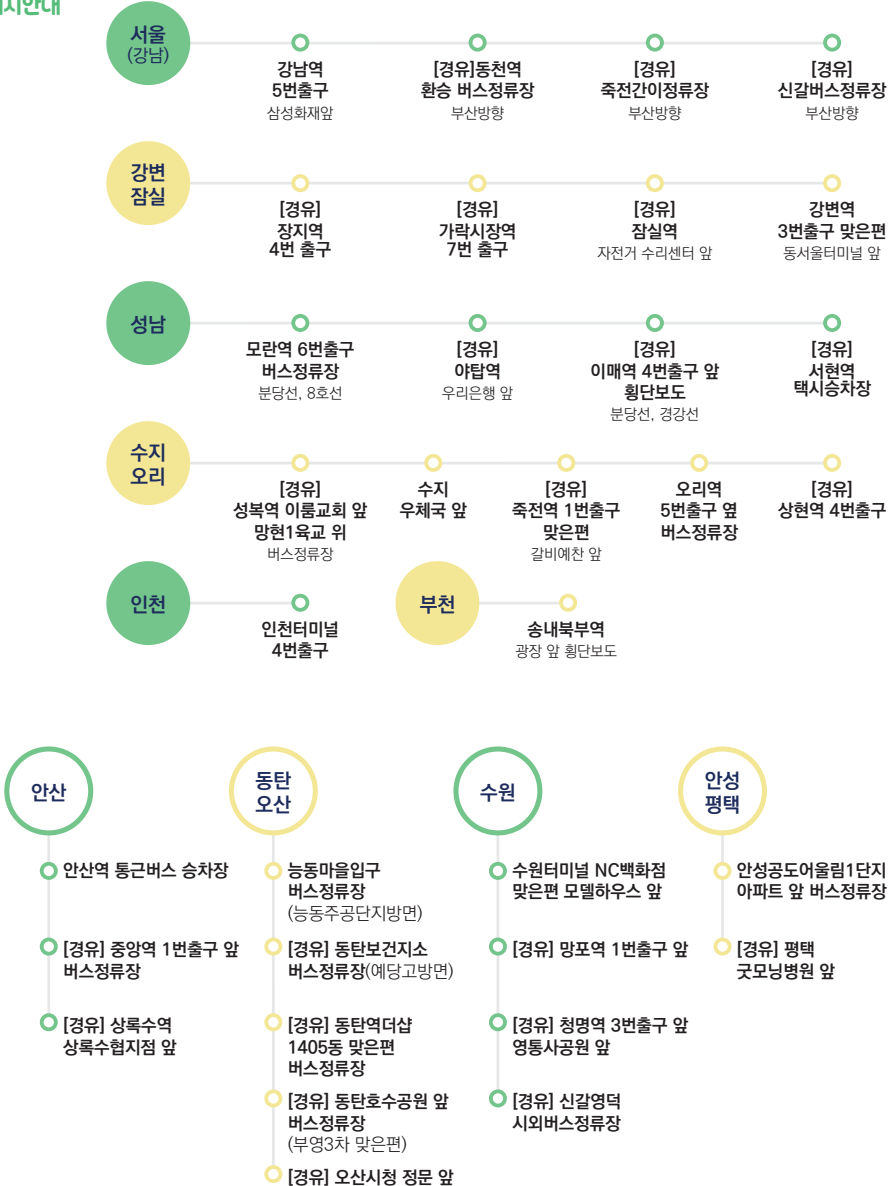 지안내
서울
(강남)
강남역
5번출구
삼성화재앞
[경유]동천역
환승 버스정류장
부산방향
[경유]
죽전간이정류장
부산방향
[경유]
신갈버스정류장
부산방향
강변
잠실
[경유]
장지역
4번 출구
[경유]
가락시장역
7번 출구
[경유]
잠실역
자전거 수리센터 앞
강변역
3번출구 맞은편
동서울터미널 앞
성남
모란역 6번출구
버스정류장
분당선, 8호선
[경유]
야탑역
우리은행 앞
[경유]
이매역 4번출구 앞
횡단보도
분당선, 경강선
[경유]
서현역
택시승차장
수지
오리
[경유]
성복역 이룸교회 앞
망현1육교 위
버스정류장
수지
우체국 앞
[경유]
죽전역 1번출구
맞은편
갈비예찬 앞
오리역
5번출구 옆
버스정류장
[경유]
상현역 4번출구
인천
인천터미널
4번출구
부천
송내북부역
광장 앞 횡단보도
안산
안산역 통근버스 승차장
[경유] 중앙역 1번출구 앞
버스정류장
[경유] 상록수역
상록수협지점 앞
동탄
오산
능동마을입구
버스정류장
(능동주공단지방면)
[경유] 동탄보건지소
버스정류장(예당고방면)
[경유] 동탄역더샵
1405동 맞은편
버스정류장
[경유] 동탄호수공원 앞
버스정류장
(부영3차 맞은편)
[경유] 오산시청 정문 앞
수원
수원터미널 NC백화점
맞은편 모델하우스 앞
[경유] 망포역 1번출구 앞
[경유] 청명역 3번출구 앞
영통사공원 앞
[경유] 신갈영덕
시외버스정류장
안성
평택
안성공도어울림1단지
아파트 앞 버스정류장
[경유] 평택
굿모닝병원 앞